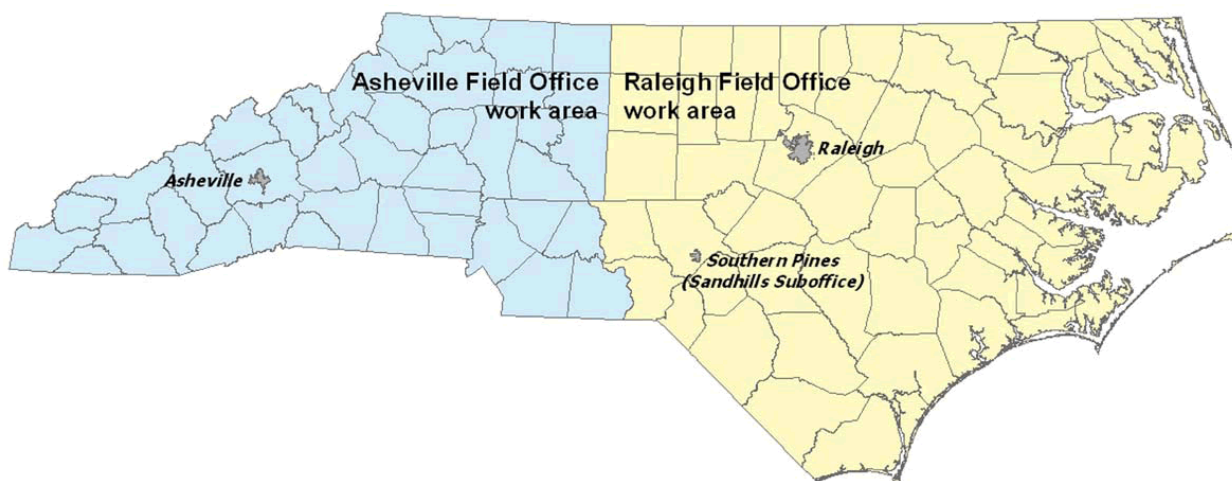 Asheville Field Office
work area
Raleigh Field Office
work area
Raleigh
Asheville
Southern Pines
(Sandhills Suboffice)